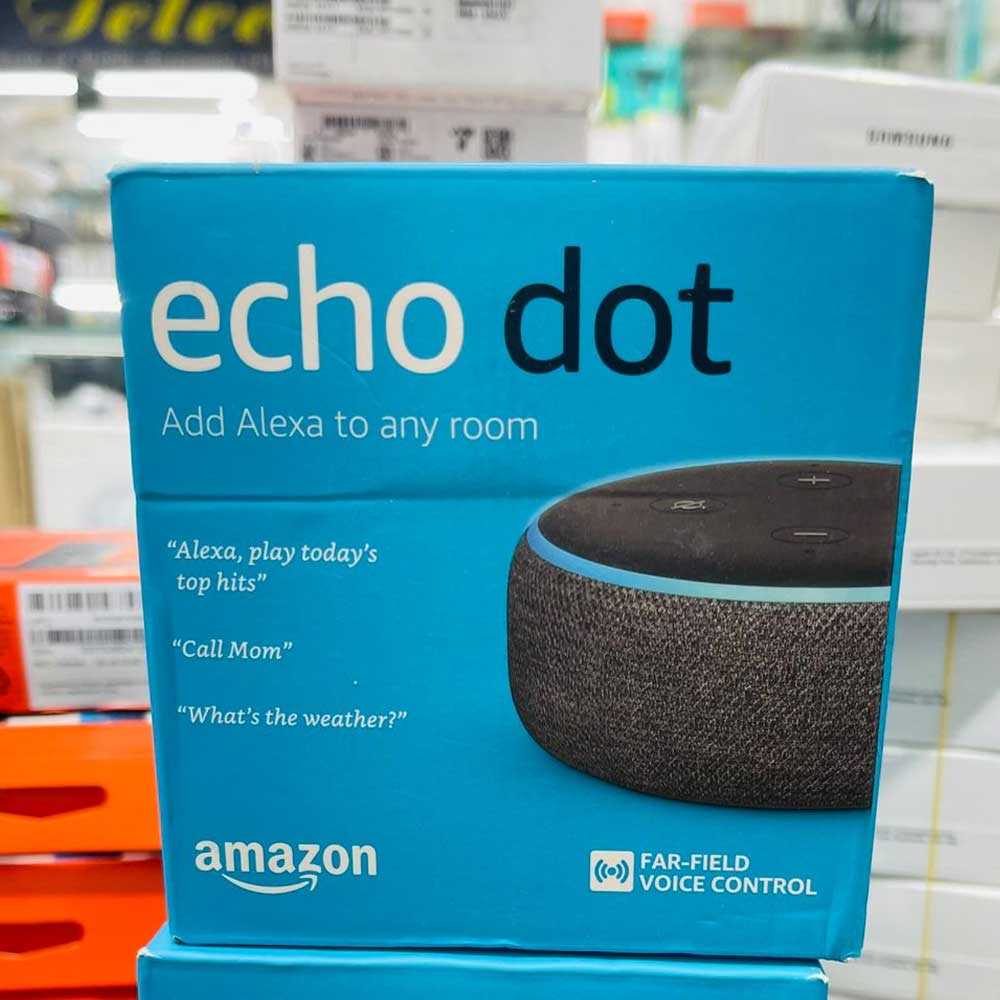 SAMSUNG
echo dot
Add Alexa to any room
“Alexa, play today’s
top hits”
“Call Mom”
“What’s the weather?”
amazon
FAR-FIELD
VOICE CONTROL